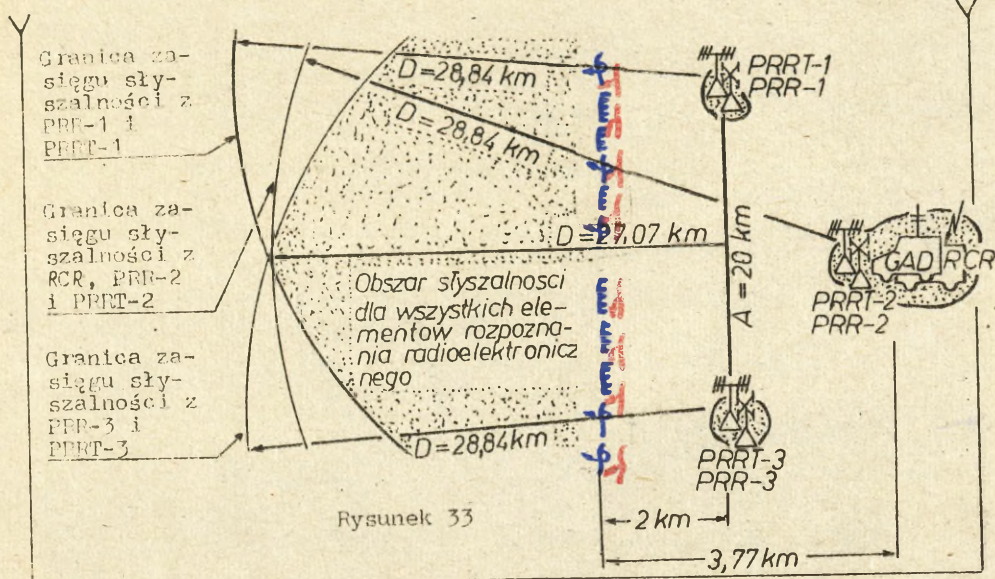 Granica za-
sięgu sły-
szalności z
PRR-1 i
PRRT-1
Granica za-
sięgu sły-
szalności z
RCR, PRR-2
i PRRT-2
Granica za-
sięgu sły-
szalności z
PRR-3 i
PRRT-3
D=28,84 km
D=28,84 km
D=27,07 km
Obszar słyszalnosci
dla wszystkich ele-
mentów rozpozna-
nia radioelektronicz
nego
D=28,84km
PRRT-1
PRR-1
A=20 km
GAD RCR
PRRT-2
PRR-2
PRRT-3
PRR-3
2 km
3,77 km
Rysunek 33